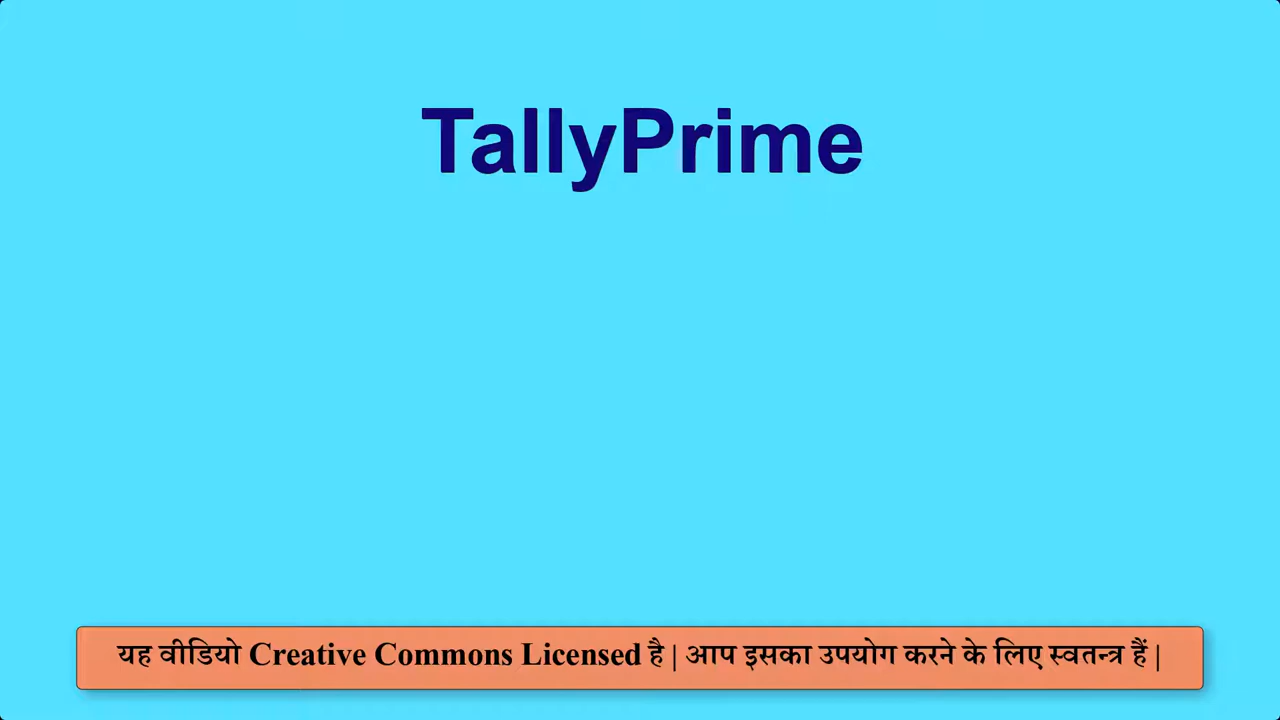 TallyPrime
यह वीडियो Creative Commons Licensed है | आप इसका उपयोग करने के लिए स्वतन्त्र हैं |